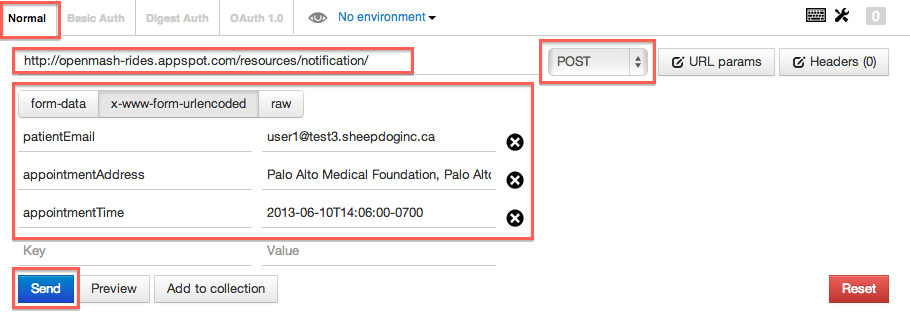 Normal Basic Auth Digest Auth OAuth 1.0 No environment 0
http://openmash-rides.appspot.com/resources/notification/ POST URL params Headers (0)
form-data x-www-form-urlencoded raw
patientEmail user1@test3.sheepdoginc.ca
appointmentAddress Palo Alto Medical Foundation, Palo Alto
appointmentTime 2013-06-10T14:06:00-0700
Key Value
Send Preview Add to collection Reset